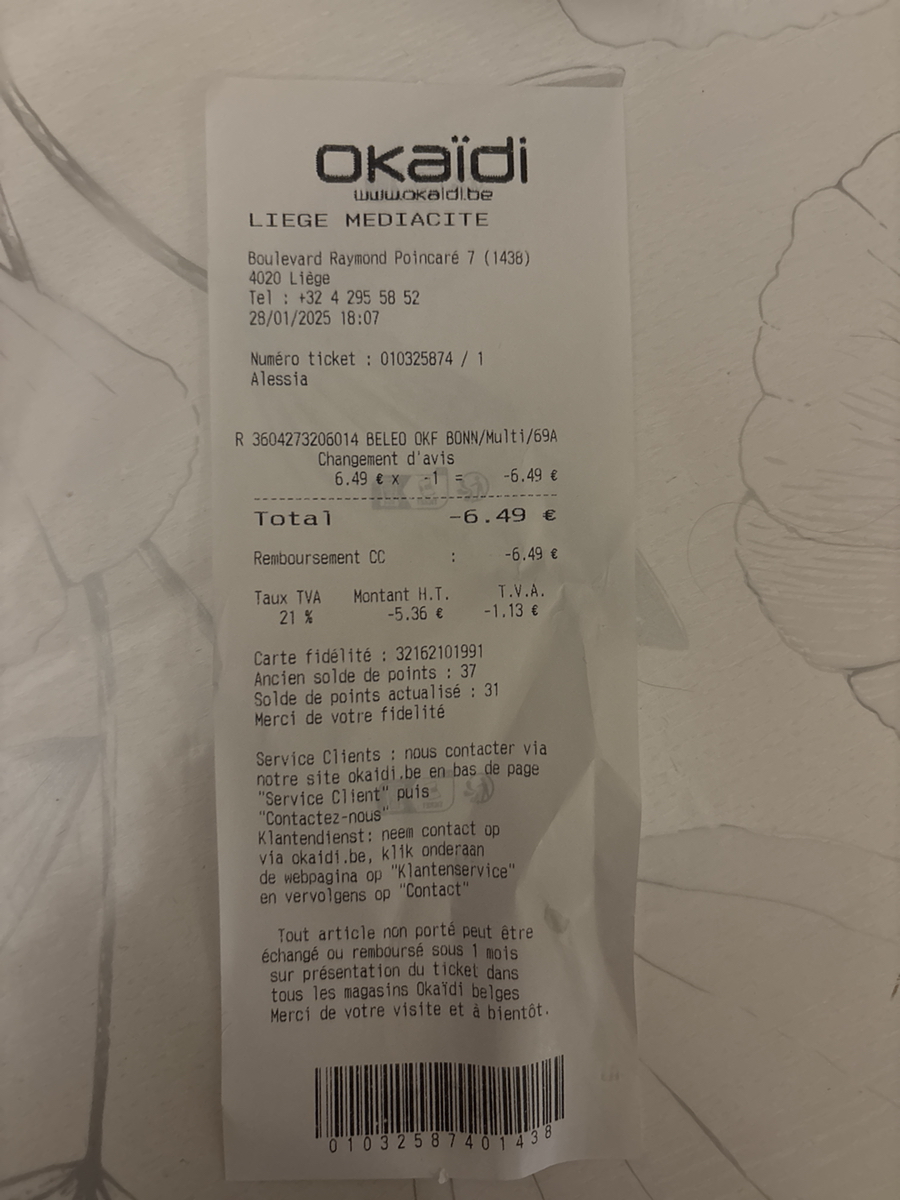 okaïdi
www.okaidi.be
LIEGE MEDIACITE
Boulevard Raymond Poincaré 7 (1438)
4020 Liège
Tel : +32 4 295 58 52
28/01/2025 18:07
Numéro ticket : 010325874 / 1
Alessia
R 3604273206014 BELEO OKF BONN/Multi/69A
Changement d'avis
6.49 € x -1 = -6.49 €
Total -6.49 €
Remboursement CC : -6.49 €
Taux TVA Montant H.T. T.V.A.
21 % -5.36 € -1.13 €
Carte fidélité : 32162101991
Ancien solde de points : 37
Solde de points actualisé : 31
Merci de votre fidelité
Service Clients : nous contacter via
notre site okaidi.be en bas de page
"Service Client" puis
"Contactez-nous"
Klantendienst: neem contact op
via okaidi.be, klik onderaan
de webpagina op "Klantenservice"
en vervolgens op "Contact"
Tout article non porté peut être
échangé ou remboursé sous 1 mois
sur présentation du ticket dans
tous les magasins Okaïdi belges
Merci de votre visite et à bientôt.
01032587401438